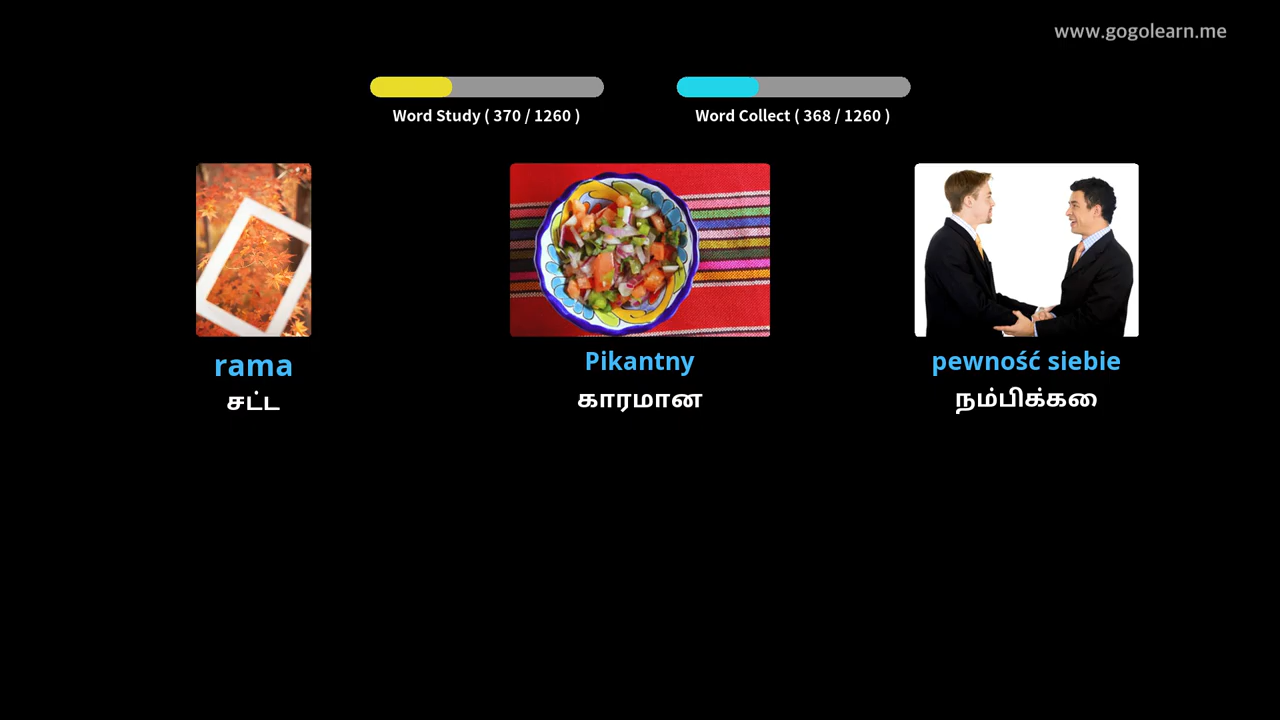 www.gogolearn.me
Word Study ( 370 / 1260 )
Word Collect ( 368 / 1260 )
rama
சட்ட
Pikantny
காரமான
pewność siebie
நம்பிக்கை